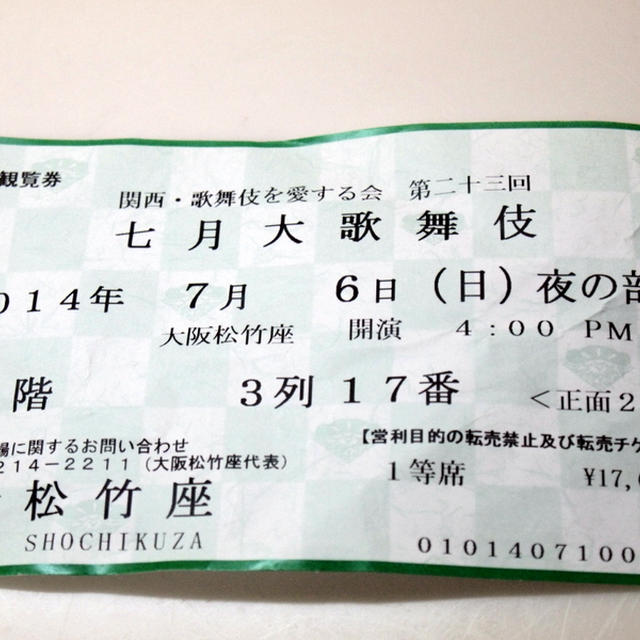 観覧券
関西・歌舞伎を愛する会 第二十三回
七月大歌舞伎
014年 7月 6日（日）夜の部
大阪松竹座 開演 4:00 PM
階 3列 17番 <正面2
場に関するお問い合わせ 【営利目的の転売禁止及び転売チケ
214-2211（大阪松竹座代表）
1等席 ¥17,
松竹座
SHOCHIKUZA
0101407100